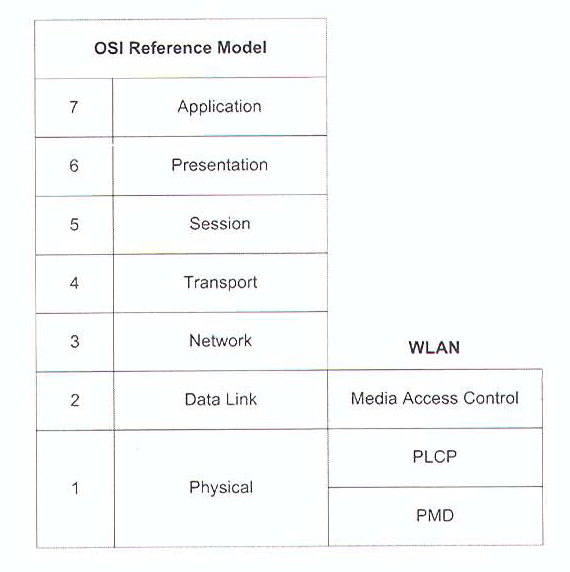 OSI Reference Model
7 Application
6 Presentation
5 Session
4 Transport
3 Network
WLAN
2 Data Link Media Access Control
PLCP
1 Physical
PMD